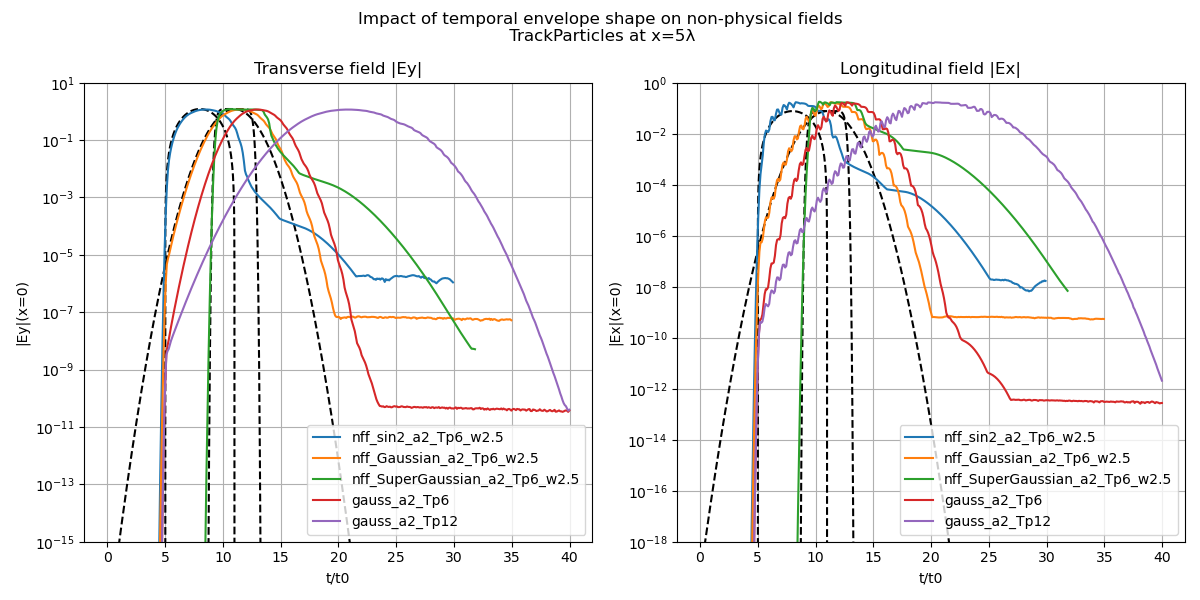 Impact of temporal envelope shape on non-physical fields
TrackParticles at x=5λ
Transverse field |Ey|
|Ey|(x=0)
10^1
10^-1
10^-3
10^-5
10^-7
10^-9
10^-11
10^-13
10^-15
0 5 10 15 20 25 30 35 40
t/t0
nff_sin2_a2_Tp6_w2.5
nff_Gaussian_a2_Tp6_w2.5
nff_SuperGaussian_a2_Tp6_w2.5
gauss_a2_Tp6
gauss_a2_Tp12
Longitudinal field |Ex|
|Ex|(x=0)
10^0
10^-2
10^-4
10^-6
10^-8
10^-10
10^-12
10^-14
10^-16
10^-18
0 5 10 15 20 25 30 35 40
t/t0
nff_sin2_a2_Tp6_w2.5
nff_Gaussian_a2_Tp6_w2.5
nff_SuperGaussian_a2_Tp6_w2.5
gauss_a2_Tp6
gauss_a2_Tp12